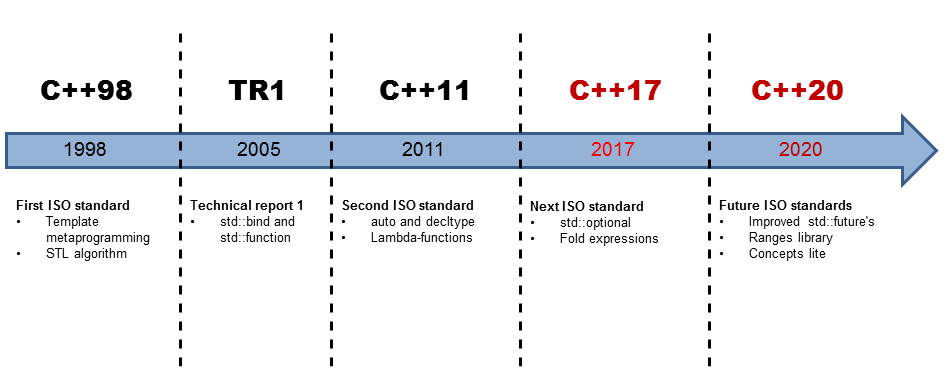 C++98
TR1
C++11
C++17
C++20
1998
2005
2011
2017
2020
First ISO standard
• Template
metaprogramming
• STL algorithm
Technical report 1
• std::bind and
std::function
Second ISO standard
• auto and decltype
• Lambda-functions
Next ISO standard
• std::optional
• Fold expressions
Future ISO standards
• Improved std::future's
• Ranges library
• Concepts lite